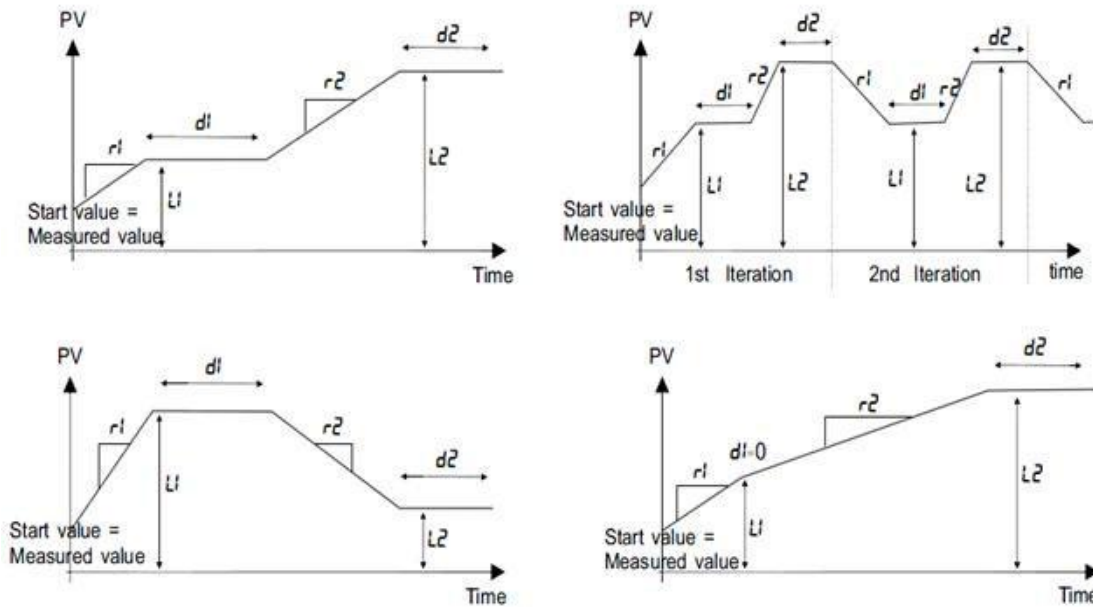 PV
d2
r2
d1
r1
L2
L1
Start value =
Measured value
Time
PV
d2
d2
r2
r1
d1
d1
r2
r1
r1
L1
L2
L1
L2
Start value =
Measured value
1st Iteration
2nd Iteration
time
PV
d1
r1
r2
d2
L1
L2
Start value =
Measured value
Time
PV
d2
r2
d1=0
r1
L2
L1
Start value =
Measured value
Time